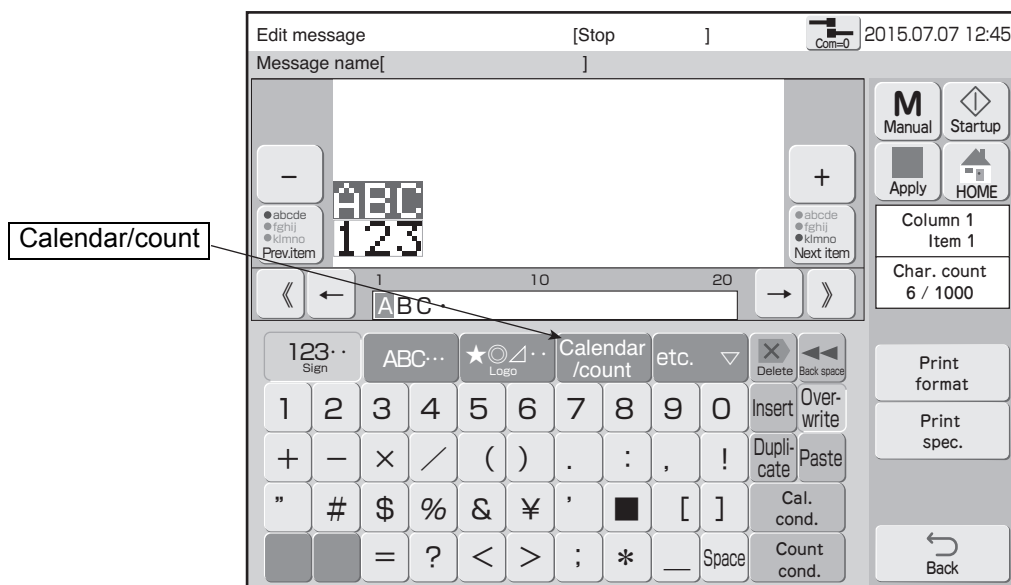 Edit message [Stop ] Com=0 2015.07.07 12:45
Message name[ ]
M
Manual
Startup
− +
Apply
HOME
ABC
123
●abcde
●fghij
●klmno
Prev.item
●abcde
●fghij
●klmno
Next item
Column 1
Item 1
Calendar/count
Char. count
6 / 1000
1 10 20
《 ← ABC· → 》
123··
Sign
ABC···
★◎⊿··
Logo
Calendar
/count
etc. ▽
Delete
Back space
Print
format
1 2 3 4 5 6 7 8 9 0 Insert
Over-
write
Print
spec.
+ − × ／ ( ) . : , !
Dupli-
cate
Paste
” # $ % & ¥ ’ ■ [ ]
Cal.
cond.
= ? < > ; * _ Space
Count
cond.
Back